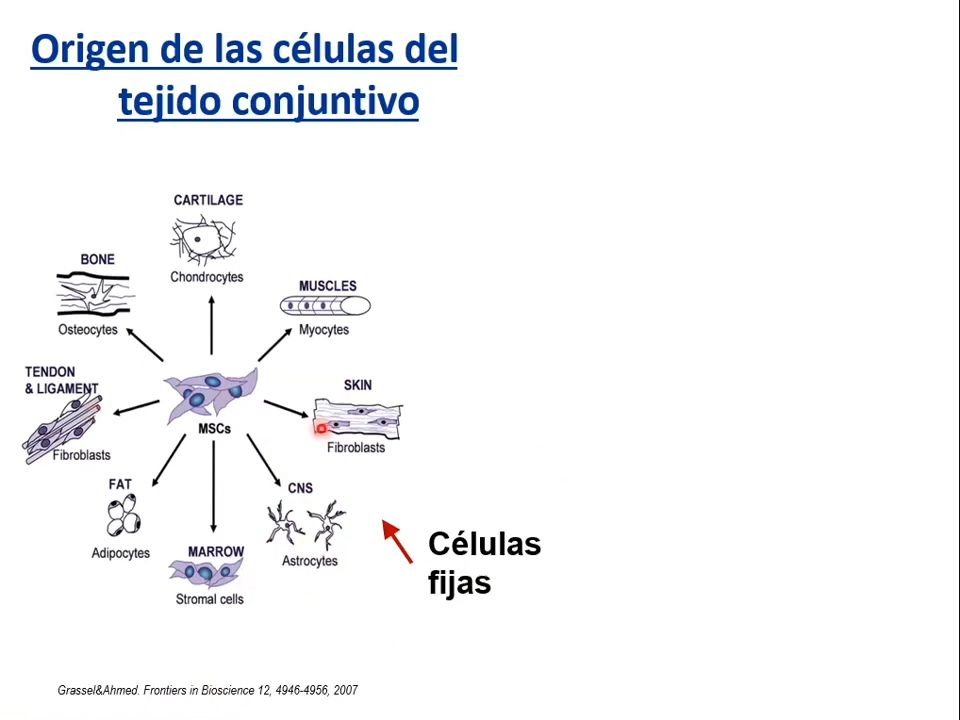 Origen de las células del
tejido conjuntivo
CARTILAGE
Chondrocytes
BONE
Osteocytes
MUSCLES
Myocytes
TENDON
& LIGAMENT
Fibroblasts
MSCs
SKIN
Fibroblasts
FAT
Adipocytes
MARROW
Stromal cells
CNS
Astrocytes
Células
fijas
Grassel&Ahmed. Frontiers in Bioscience 12, 4946-4956, 2007